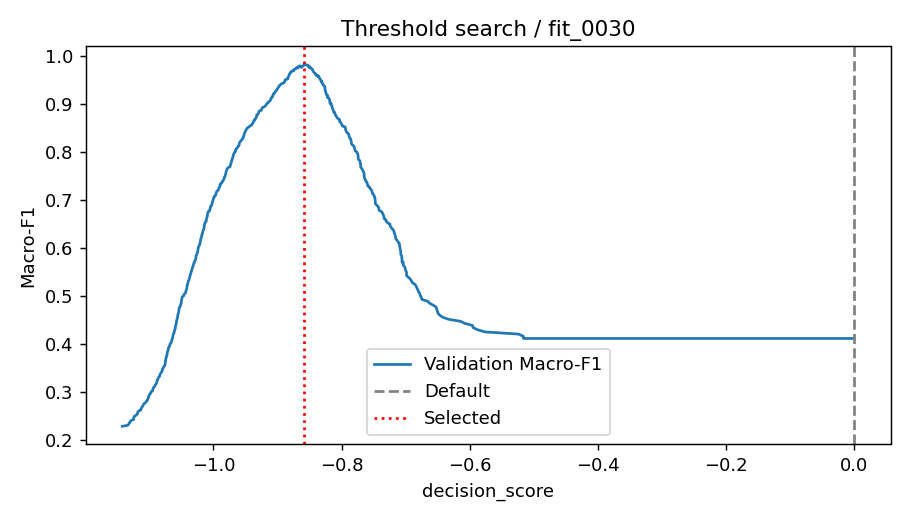 Threshold search / fit_0030
Macro-F1
1.0
0.9
0.8
0.7
0.6
0.5
0.4
0.3
0.2
Validation Macro-F1
Default
Selected
−1.0 −0.8 −0.6 −0.4 −0.2 0.0
decision_score